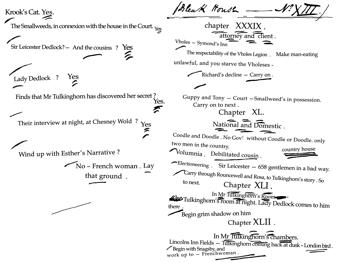 Krook's Cat. Yes.
The Smallweeds, in connexion with the house in the Court. Yes.
Sir Leicester Dedlock? — And the cousins? Yes
Lady Dedlock ? Yes
Finds that Mr Tulkinghorn has discovered her secret?
Yes.
Their interview at night, at Chesney Wold ? Yes
Wind up with Esther's Narrative ?
No – French woman. Lay
that ground.
(Bleak House — No. XIII.)
chapter XXXIX.
attorney and client.
Vholes – Symond's Inn
The respectability of the Vholes Legion . Make man-eating
unlawful, and you starve the Vholeses -
Richard's decline – Carry on.
Guppy and Tony — Court —Smallweed's in possession.
Carry on to next .
Chapter XL.
National and Domestic .
Coodle and Doodle. No Gov! without Coodle or Doodle. only
two men in the country. country house
Volumnia. Debilitated cousin.
Electioneering . Sir Leicester — 658 gentlemen in a bad way.
Carry through Rouncewell and Rosa, to Tulkinghorn's story . So
to next.
Chapter XLI.
In Mr Tulkinghorn's room
Tulkinghorn's room at night. Lady Dedlock comes to him
there
Begin grim shadow on him
Chapter XLII .
In Mr Tulkinghorn's chambers.
Lincolns Inn Fields – Tulkinghorn coming back at dusk – London bird .
Begin with Snagsby, and
work up to – Frenchwoman .